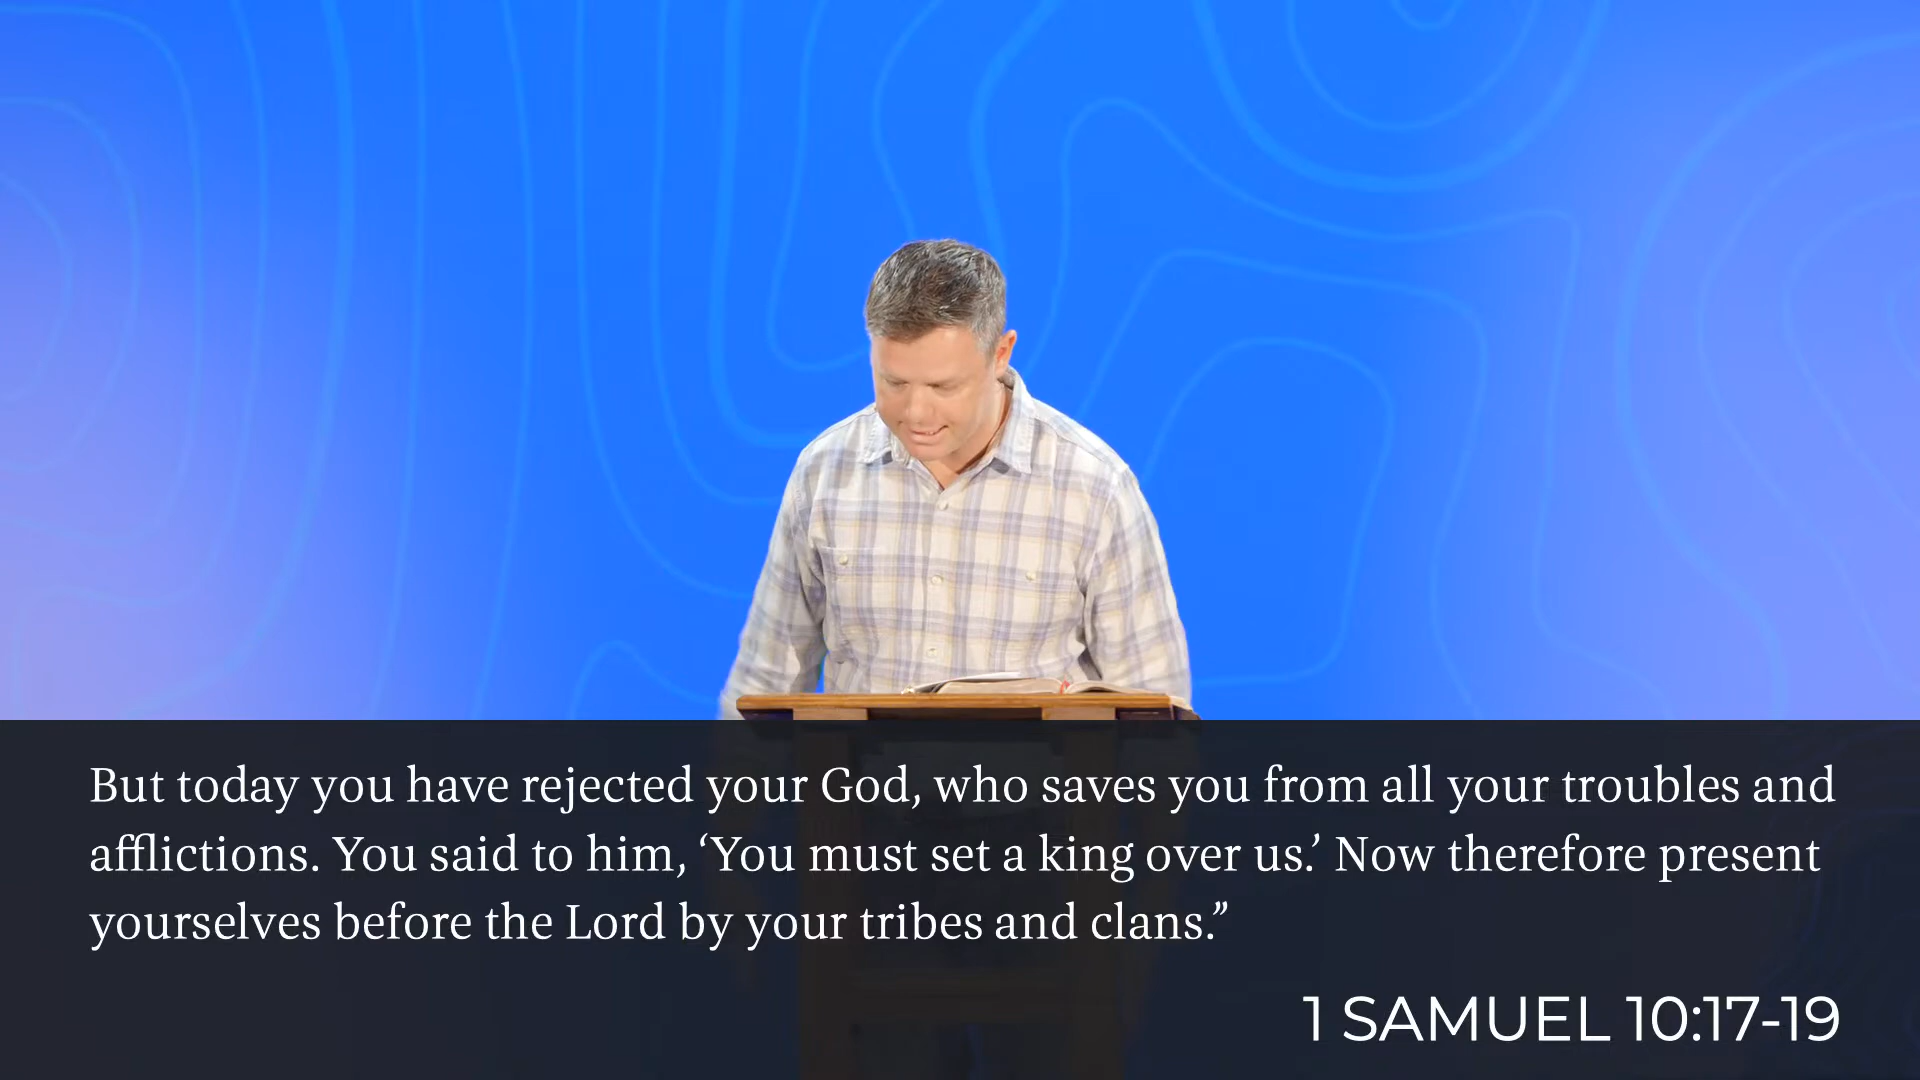 But today you have rejected your God, who saves you from all your troubles and
afflictions. You said to him, ‘You must set a king over us.’ Now therefore present
yourselves before the Lord by your tribes and clans.”
1 SAMUEL 10:17-19